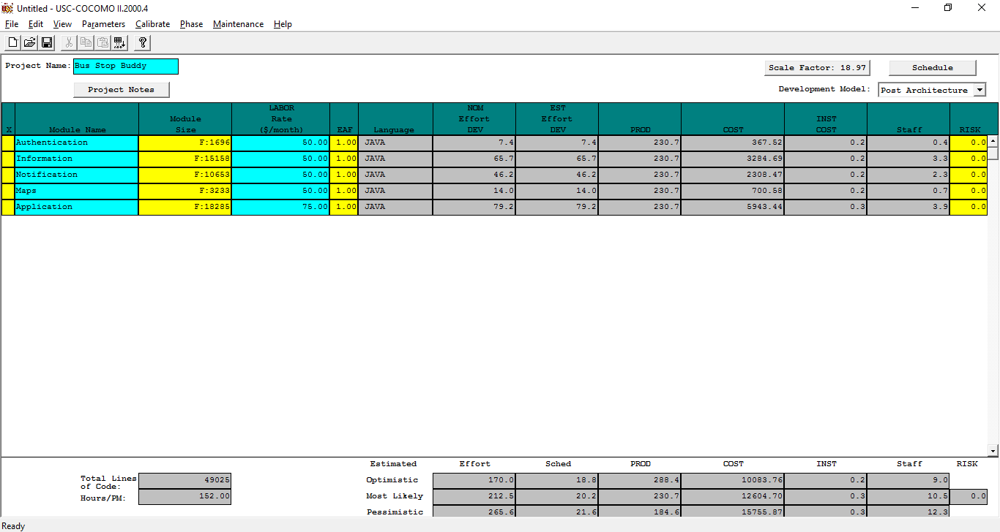 Untitled - USC-COCOMO II.2000.4
File Edit View Parameters Calibrate Phase Maintenance Help
Project Name: Bus Stop Buddy Scale Factor: 18.97 Schedule
Project Notes Development Model: Post Architecture
X Module Name Module Size LABOR Rate ($/month) EAF Language NOM Effort DEV EST Effort DEV PROD COST INST COST Staff RISK
Authentication F:1696 50.00 1.00 JAVA 7.4 7.4 230.7 367.52 0.2 0.4 0.0
Information F:15158 50.00 1.00 JAVA 65.7 65.7 230.7 3284.69 0.2 3.3 0.0
Notification F:10653 50.00 1.00 JAVA 46.2 46.2 230.7 2308.47 0.2 2.3 0.0
Maps F:3233 50.00 1.00 JAVA 14.0 14.0 230.7 700.58 0.2 0.7 0.0
Application F:18285 75.00 1.00 JAVA 79.2 79.2 230.7 5943.44 0.3 3.9 0.0
Estimated Effort Sched PROD COST INST Staff RISK
Total Lines of Code: 49025 Optimistic 170.0 18.8 288.4 10083.76 0.2 9.0
Hours/PM: 152.00 Most Likely 212.5 20.2 230.7 12604.70 0.3 10.5 0.0
Pessimistic 265.6 21.6 184.6 15755.87 0.3 12.3
Ready